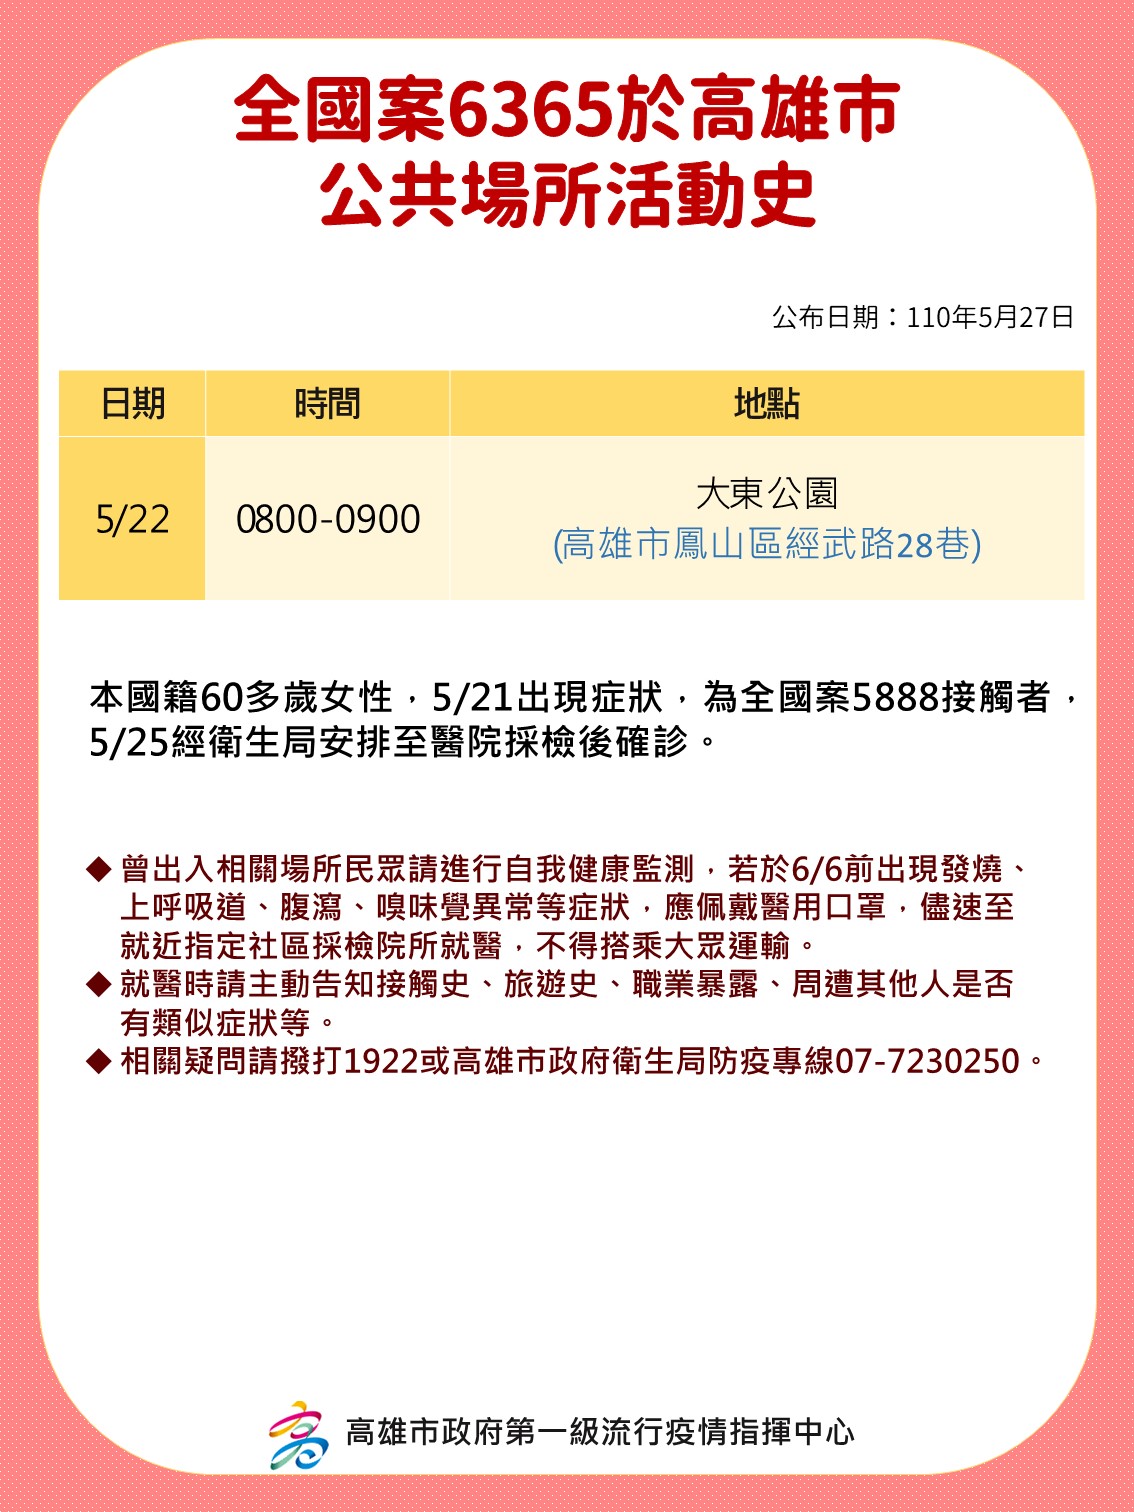 全國案6365於高雄市
公共場所活動史
公布日期：110年5月27日
日期 時間 地點
5/22 0800-0900 大東公園
(高雄市鳳山區經武路28巷)
本國籍60多歲女性，5/21出現症狀，為全國案5888接觸者，
5/25經衛生局安排至醫院採檢後確診。
◆曾出入相關場所民眾請進行自我健康監測，若於6/6前出現發燒、
上呼吸道、腹瀉、嗅味覺異常等症狀，應佩戴醫用口罩，儘速至
就近指定社區採檢院所就醫，不得搭乘大眾運輸。
◆就醫時請主動告知接觸史、旅遊史、職業暴露、周遭其他人是否
有類似症狀等。
◆相關疑問請撥打1922或高雄市政府衛生局防疫專線07-7230250。
高雄市政府第一級流行疫情指揮中心